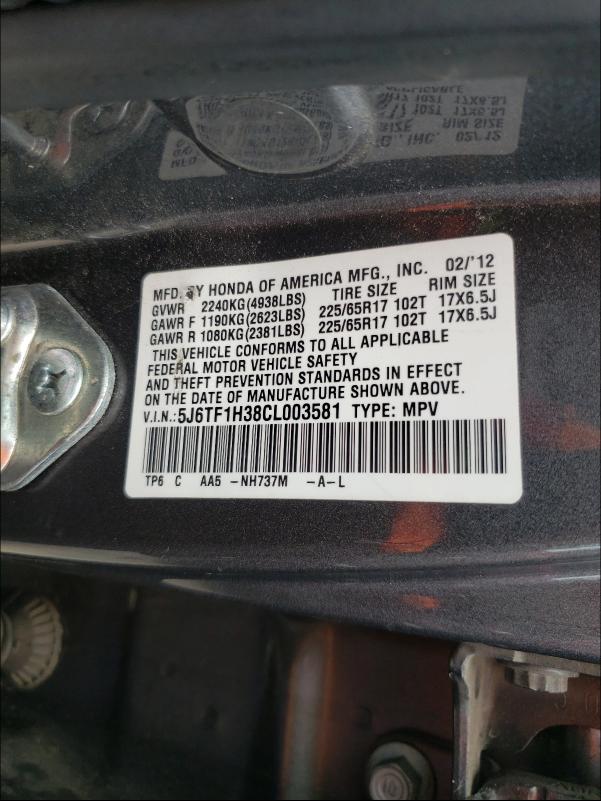 MFD. BY HONDA OF AMERICA MFG., INC. 02/'12
GVWR 2240KG(4938LBS) TIRE SIZE RIM SIZE
GAWR F 1190KG(2623LBS) 225/65R17 102T 17X6.5J
GAWR R 1080KG(2381LBS) 225/65R17 102T 17X6.5J
THIS VEHICLE CONFORMS TO ALL APPLICABLE
FEDERAL MOTOR VEHICLE SAFETY
AND THEFT PREVENTION STANDARDS IN EFFECT
ON THE DATE OF MANUFACTURE SHOWN ABOVE.
V.I.N.:5J6TF1H38CL003581 TYPE: MPV
TP6 C AA5 -NH737M -A-L